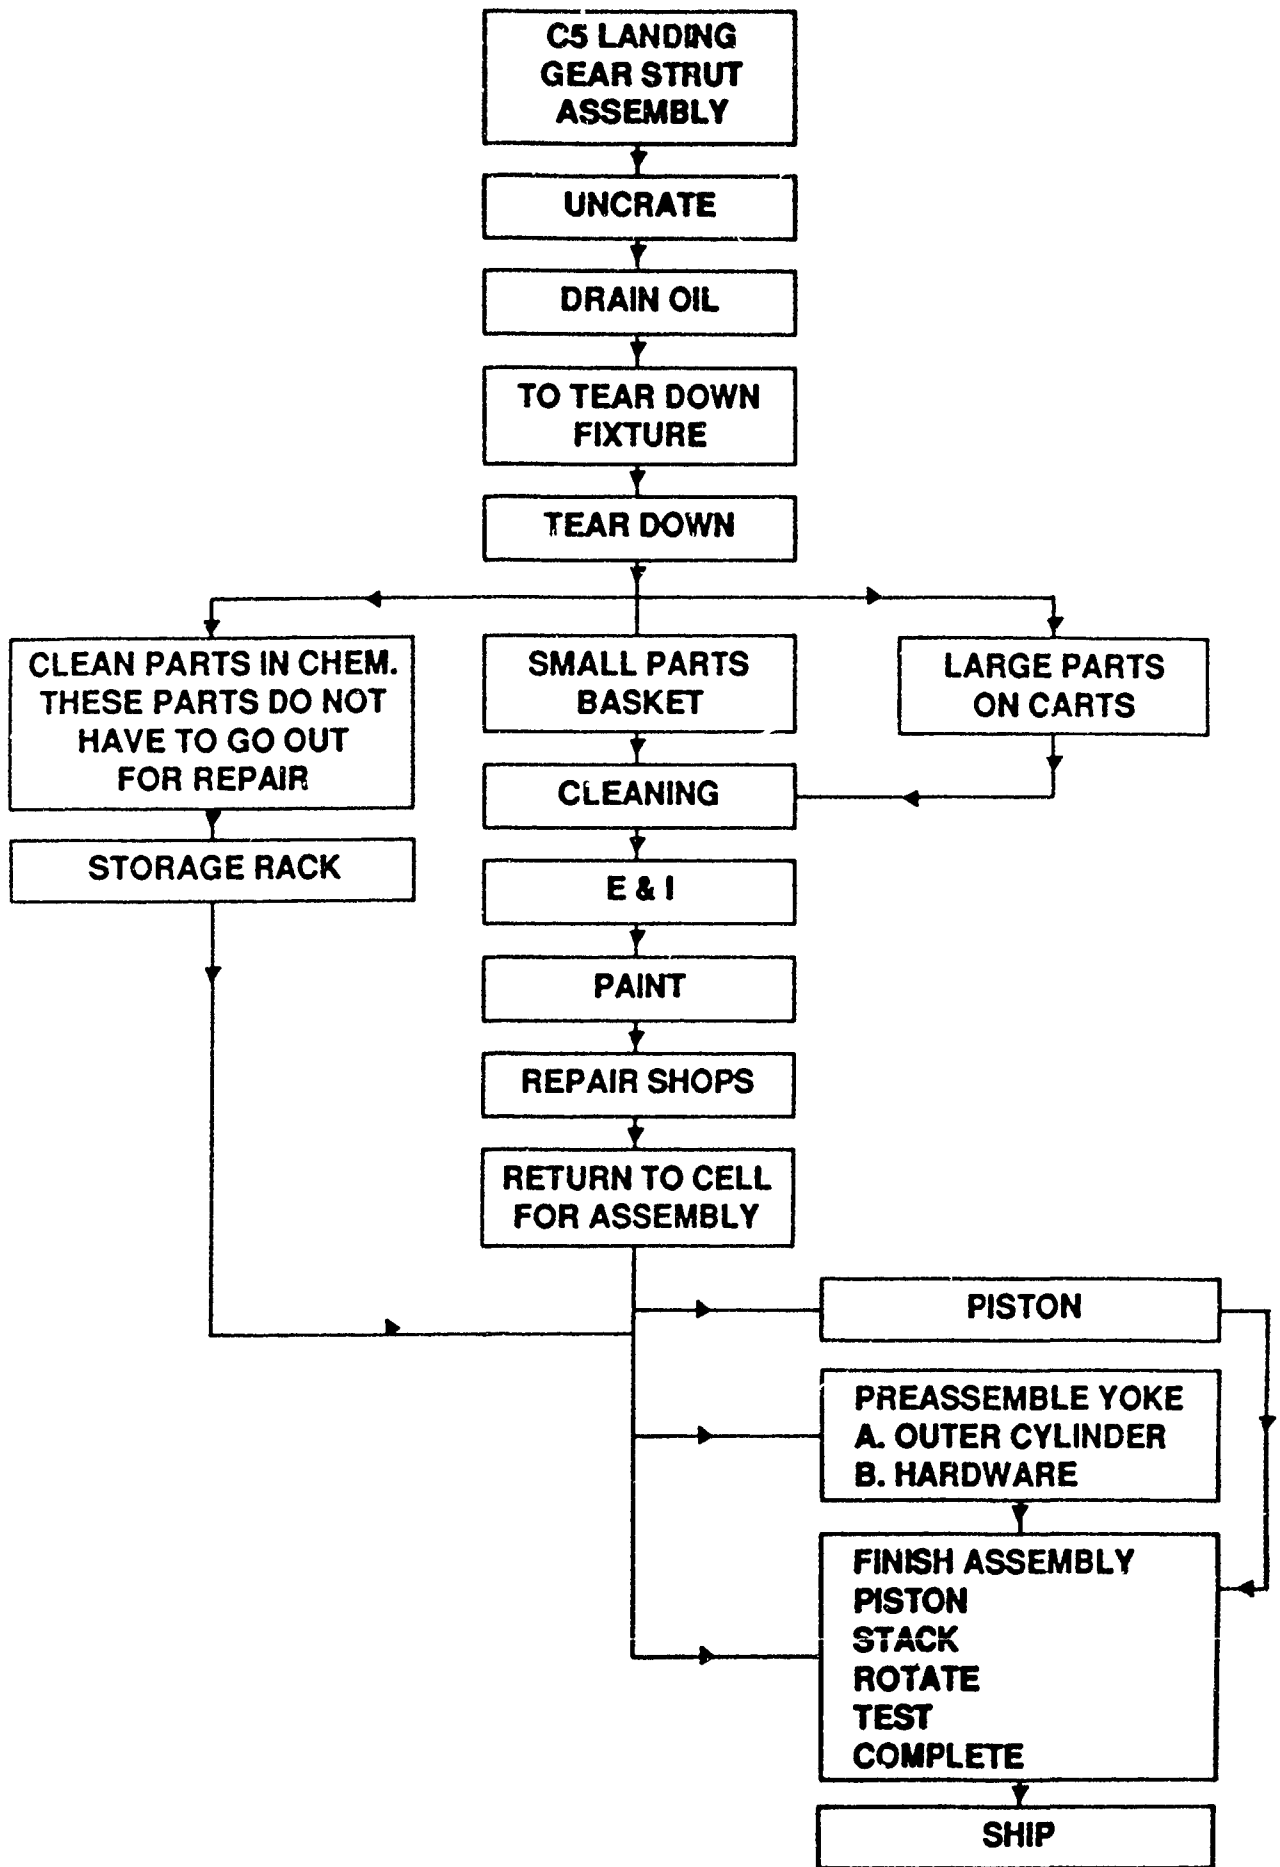 C5 LANDING
GEAR STRUT
ASSEMBLY
UNCRATE
DRAIN OIL
TO TEAR DOWN
FIXTURE
TEAR DOWN
CLEAN PARTS IN CHEM.
THESE PARTS DO NOT
HAVE TO GO OUT
FOR REPAIR
SMALL PARTS
BASKET
LARGE PARTS
ON CARTS
CLEANING
STORAGE RACK
E & I
PAINT
REPAIR SHOPS
RETURN TO CELL
FOR ASSEMBLY
PISTON
PREASSEMBLE YOKE
A. OUTER CYLINDER
B. HARDWARE
FINISH ASSEMBLY
PISTON
STACK
ROTATE
TEST
COMPLETE
SHIP